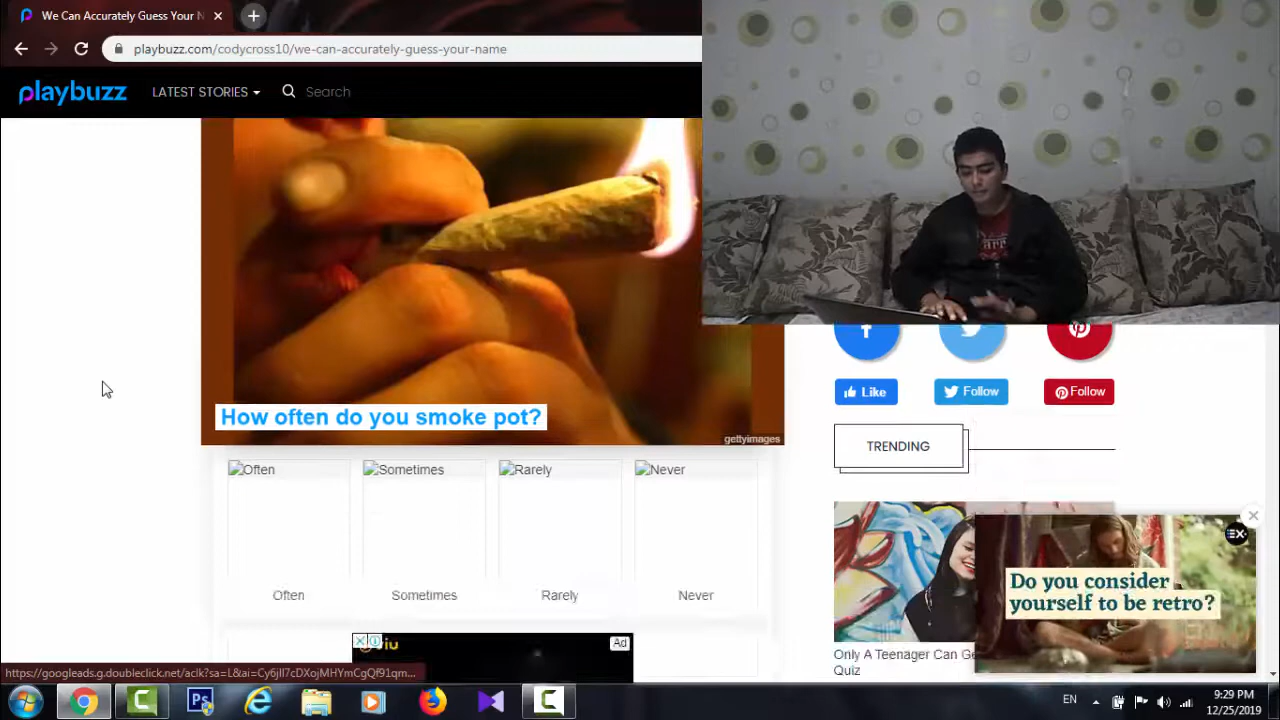 We Can Accurately Guess Your N
playbuzz.com/codycross10/we-can-accurately-guess-your-name
playbuzz
LATEST STORIES
Search
How often do you smoke pot?
gettyimages
Often
Sometimes
Rarely
Never
Often
Sometimes
Rarely
Never
Like
Follow
Follow
TRENDING
Do you consider
yourself to be retro?
Only A Teenager Can Ge
Quiz
Ad
https://googleads.g.doubleclick.net/aclk?sa=L&ai=Cy6jIl7cDXojMHYmCgQf91qm...
EN
9:29 PM
12/25/2019